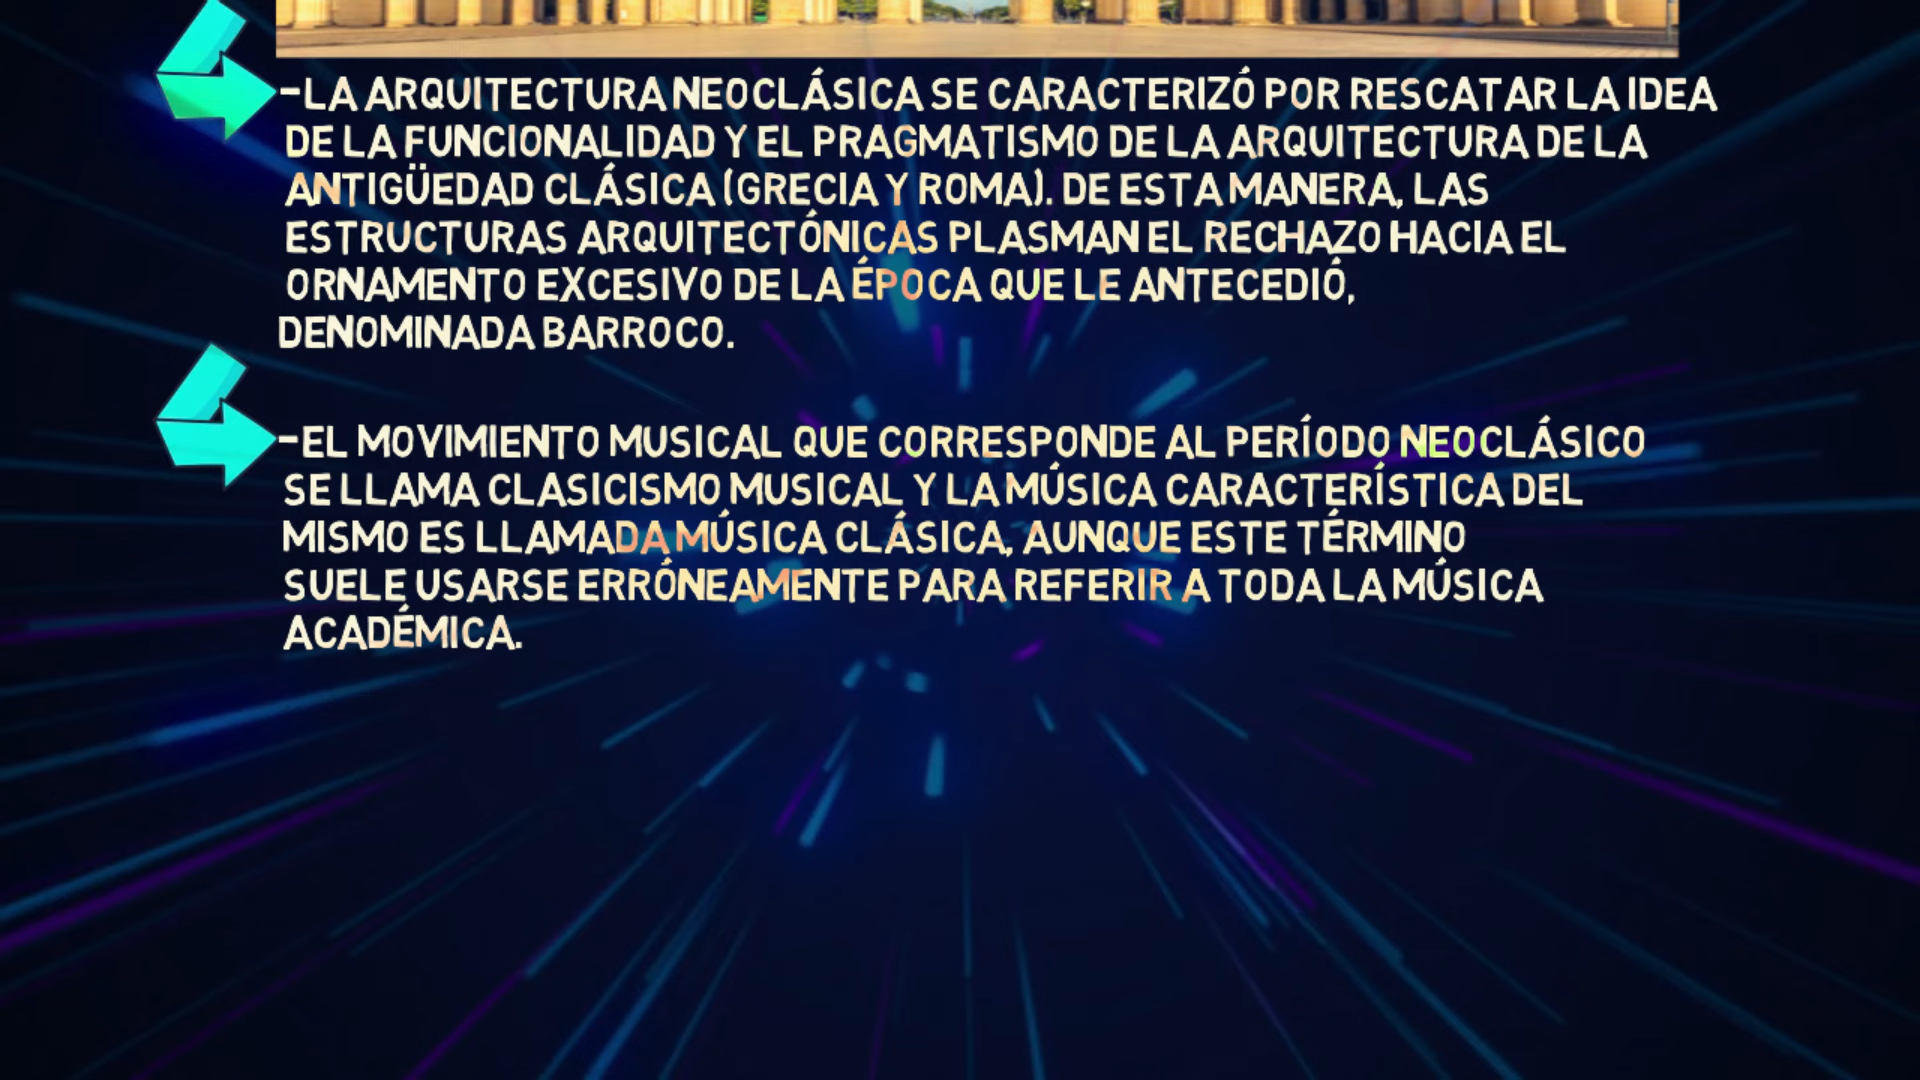 -LA ARQUITECTURA NEOCLÁSICA SE CARACTERIZÓ POR RESCATAR LA IDEA
DE LA FUNCIONALIDAD Y EL PRAGMATISMO DE LA ARQUITECTURA DE LA
ANTIGÜEDAD CLÁSICA (GRECIA Y ROMA). DE ESTA MANERA, LAS
ESTRUCTURAS ARQUITECTÓNICAS PLASMAN EL RECHAZO HACIA EL
ORNAMENTO EXCESIVO DE LA ÉPOCA QUE LE ANTECEDIÓ,
DENOMINADA BARROCO.
-EL MOVIMIENTO MUSICAL QUE CORRESPONDE AL PERÍODO NEOCLÁSICO
SE LLAMA CLASICISMO MUSICAL Y LA MÚSICA CARACTERÍSTICA DEL
MISMO ES LLAMADA MÚSICA CLÁSICA, AUNQUE ESTE TÉRMINO
SUELE USARSE ERRÓNEAMENTE PARA REFERIR A TODA LA MÚSICA
ACADÉMICA.